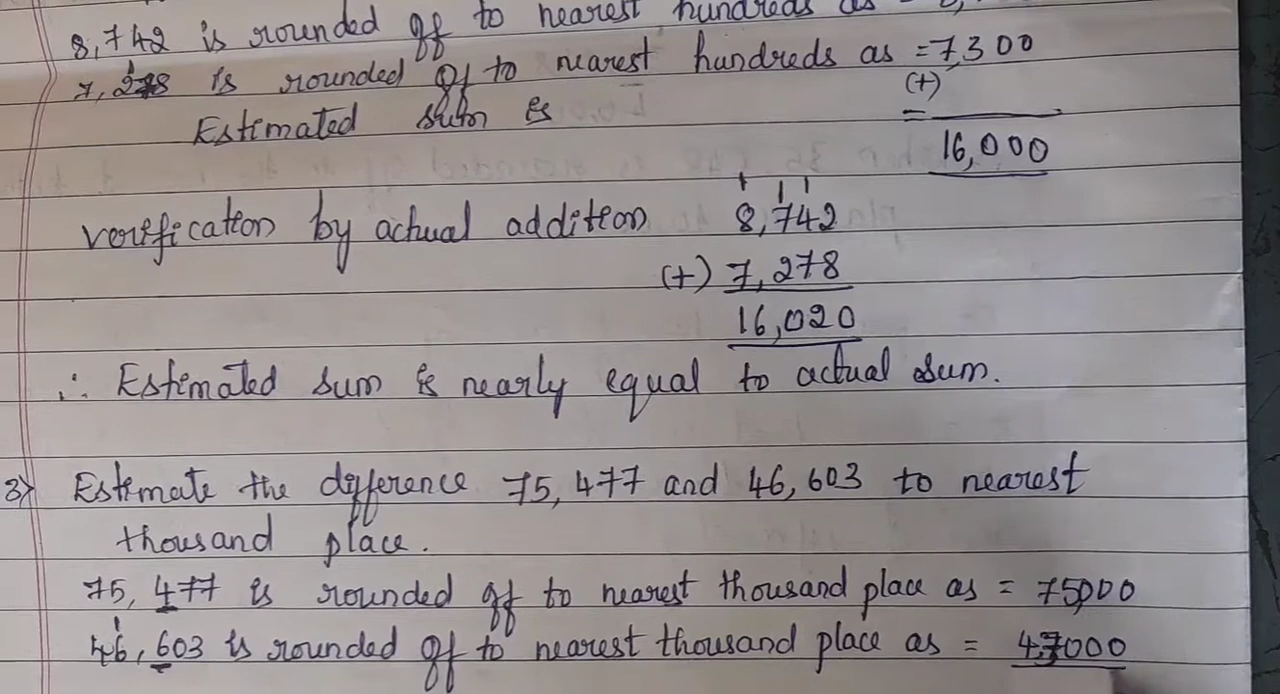 8,742 is rounded off to nearest hundreds as =
7,278 is rounded off to nearest hundreds as = 7,300
(+)
Estimated sum is = 16,000
verification by actual addition 8,742
(+) 7,278
16,020
∴ Estimated sum is nearly equal to actual sum.
3) Estimate the difference 75,477 and 46,603 to nearest
thousand place.
75,477 is rounded off to nearest thousand place as = 75,000
46,603 is rounded off to nearest thousand place as = 47,000